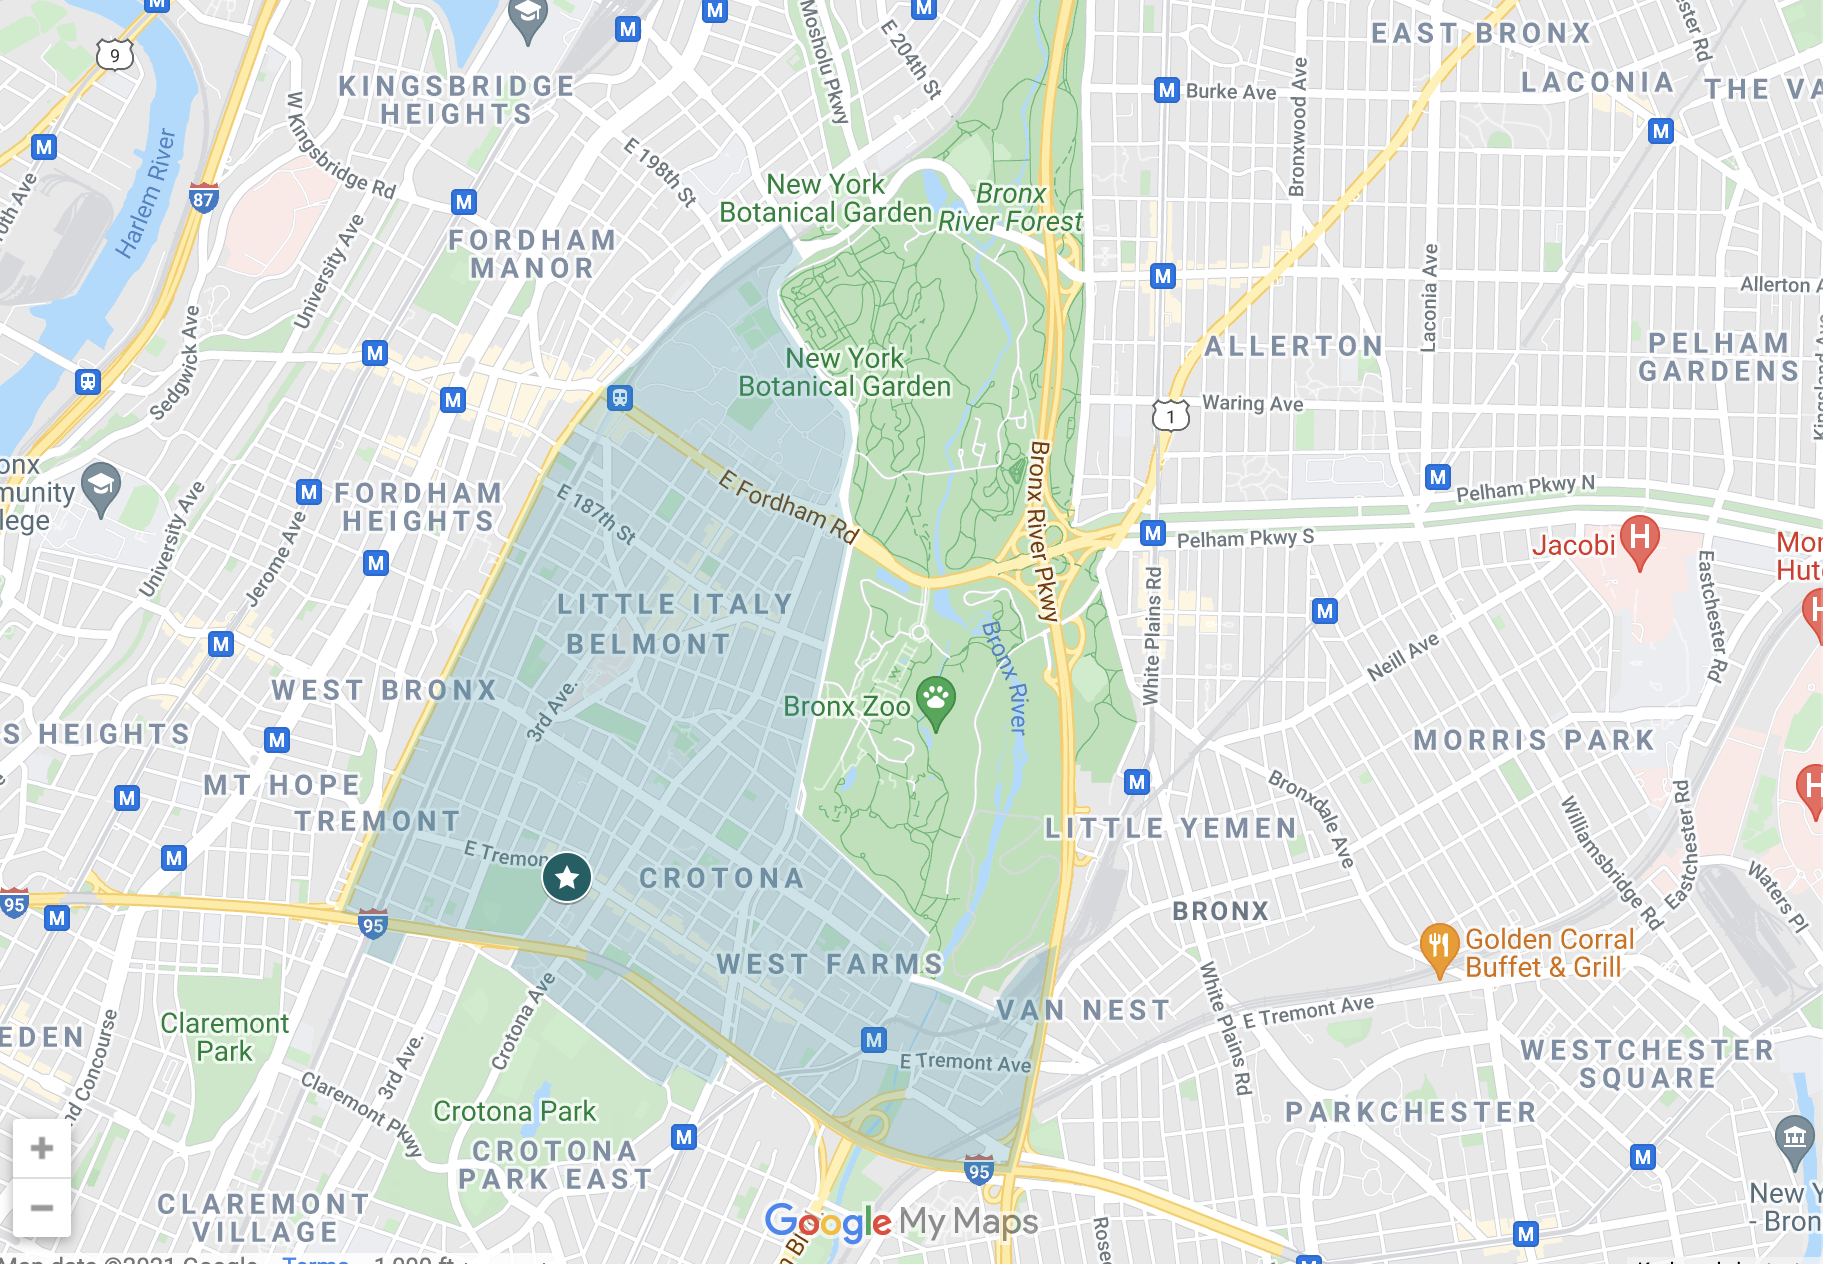 M
M
M
M
9
EAST BRONX
LACONIA
THE VA
Mosholu Pkwy
E 204th St
KINGSBRIDGE
HEIGHTS
M
Burke Ave
Bronxwood Ave
M
M
Harlem River
W Kingsbridge Rd
E 198th St
87
M
New York
Botanical Garden
Bronx
River Forest
University Ave
FORDHAM
MANOR
M
Laconia Ave
Allerton A
Sedgwick Ave
M
M
New York
Botanical Garden
ALLERTON
PELHAM
GARDENS
Kingsland Ave
M
Waring Ave
1
onx
munity
lege
FORDHAM
HEIGHTS
M
E 187th St
E Fordham Rd
Bronx River Pkwy
M
Pelham Pkwy N
M
Pelham Pkwy S
Jacobi
H
Mon
Hut
H
University Ave
Jerome Ave
M
White Plains Rd
Eastchester Rd
LITTLE ITALY
BELMONT
M
M
Neill Ave
Bronx River
WEST BRONX
3rd Ave.
Bronx Zoo
S HEIGHTS
M
MORRIS PARK
MT HOPE
M
M
H
TREMONT
Bronxdale Ave
Williamsbridge Rd
Eastchester Rd
LITTLE YEMEN
M
E Tremon
CROTONA
Waters Pl
95
M
95
BRONX
Golden Corral
Buffet & Grill
WEST FARMS
Crotona Ave
VAN NEST
White Plains Rd
E Tremont Ave
EDEN
Claremont
Park
nd Concourse
3rd Ave.
M
E Tremont Ave
WESTCHESTER
SQUARE
Claremont Pkwy
Crotona Park
PARKCHESTER
CROTONA
PARK EAST
M
95
M
CLAREMONT
VILLAGE
Google My Maps
New Y
- Bron
M
M